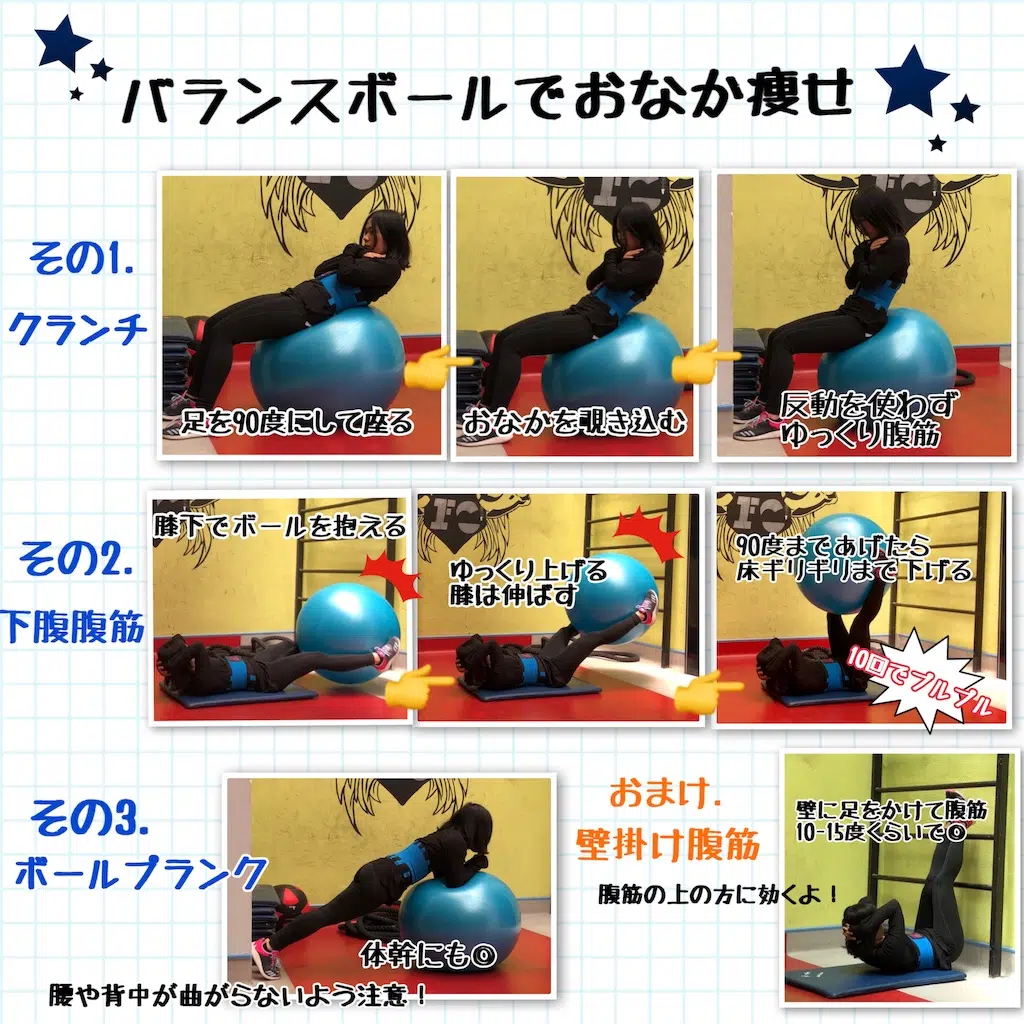 バランスボールでおなか痩せ
その1.
クランチ
足を90度にして座る
おなかを覗き込む
反動を使わず
ゆっくり腹筋
その2.
下腹腹筋
膝下でボールを抱える
ゆっくり上げる
膝は伸ばす
90度まであげたら
床ギリギリまで下げる
10回でプルプル
その3.
ボールプランク
体幹にも◎
腰や背中が曲がらないよう注意！
おまけ.
壁掛け腹筋
腹筋の上の方に効くよ！
壁に足をかけて腹筋
10-15度くらいで◎